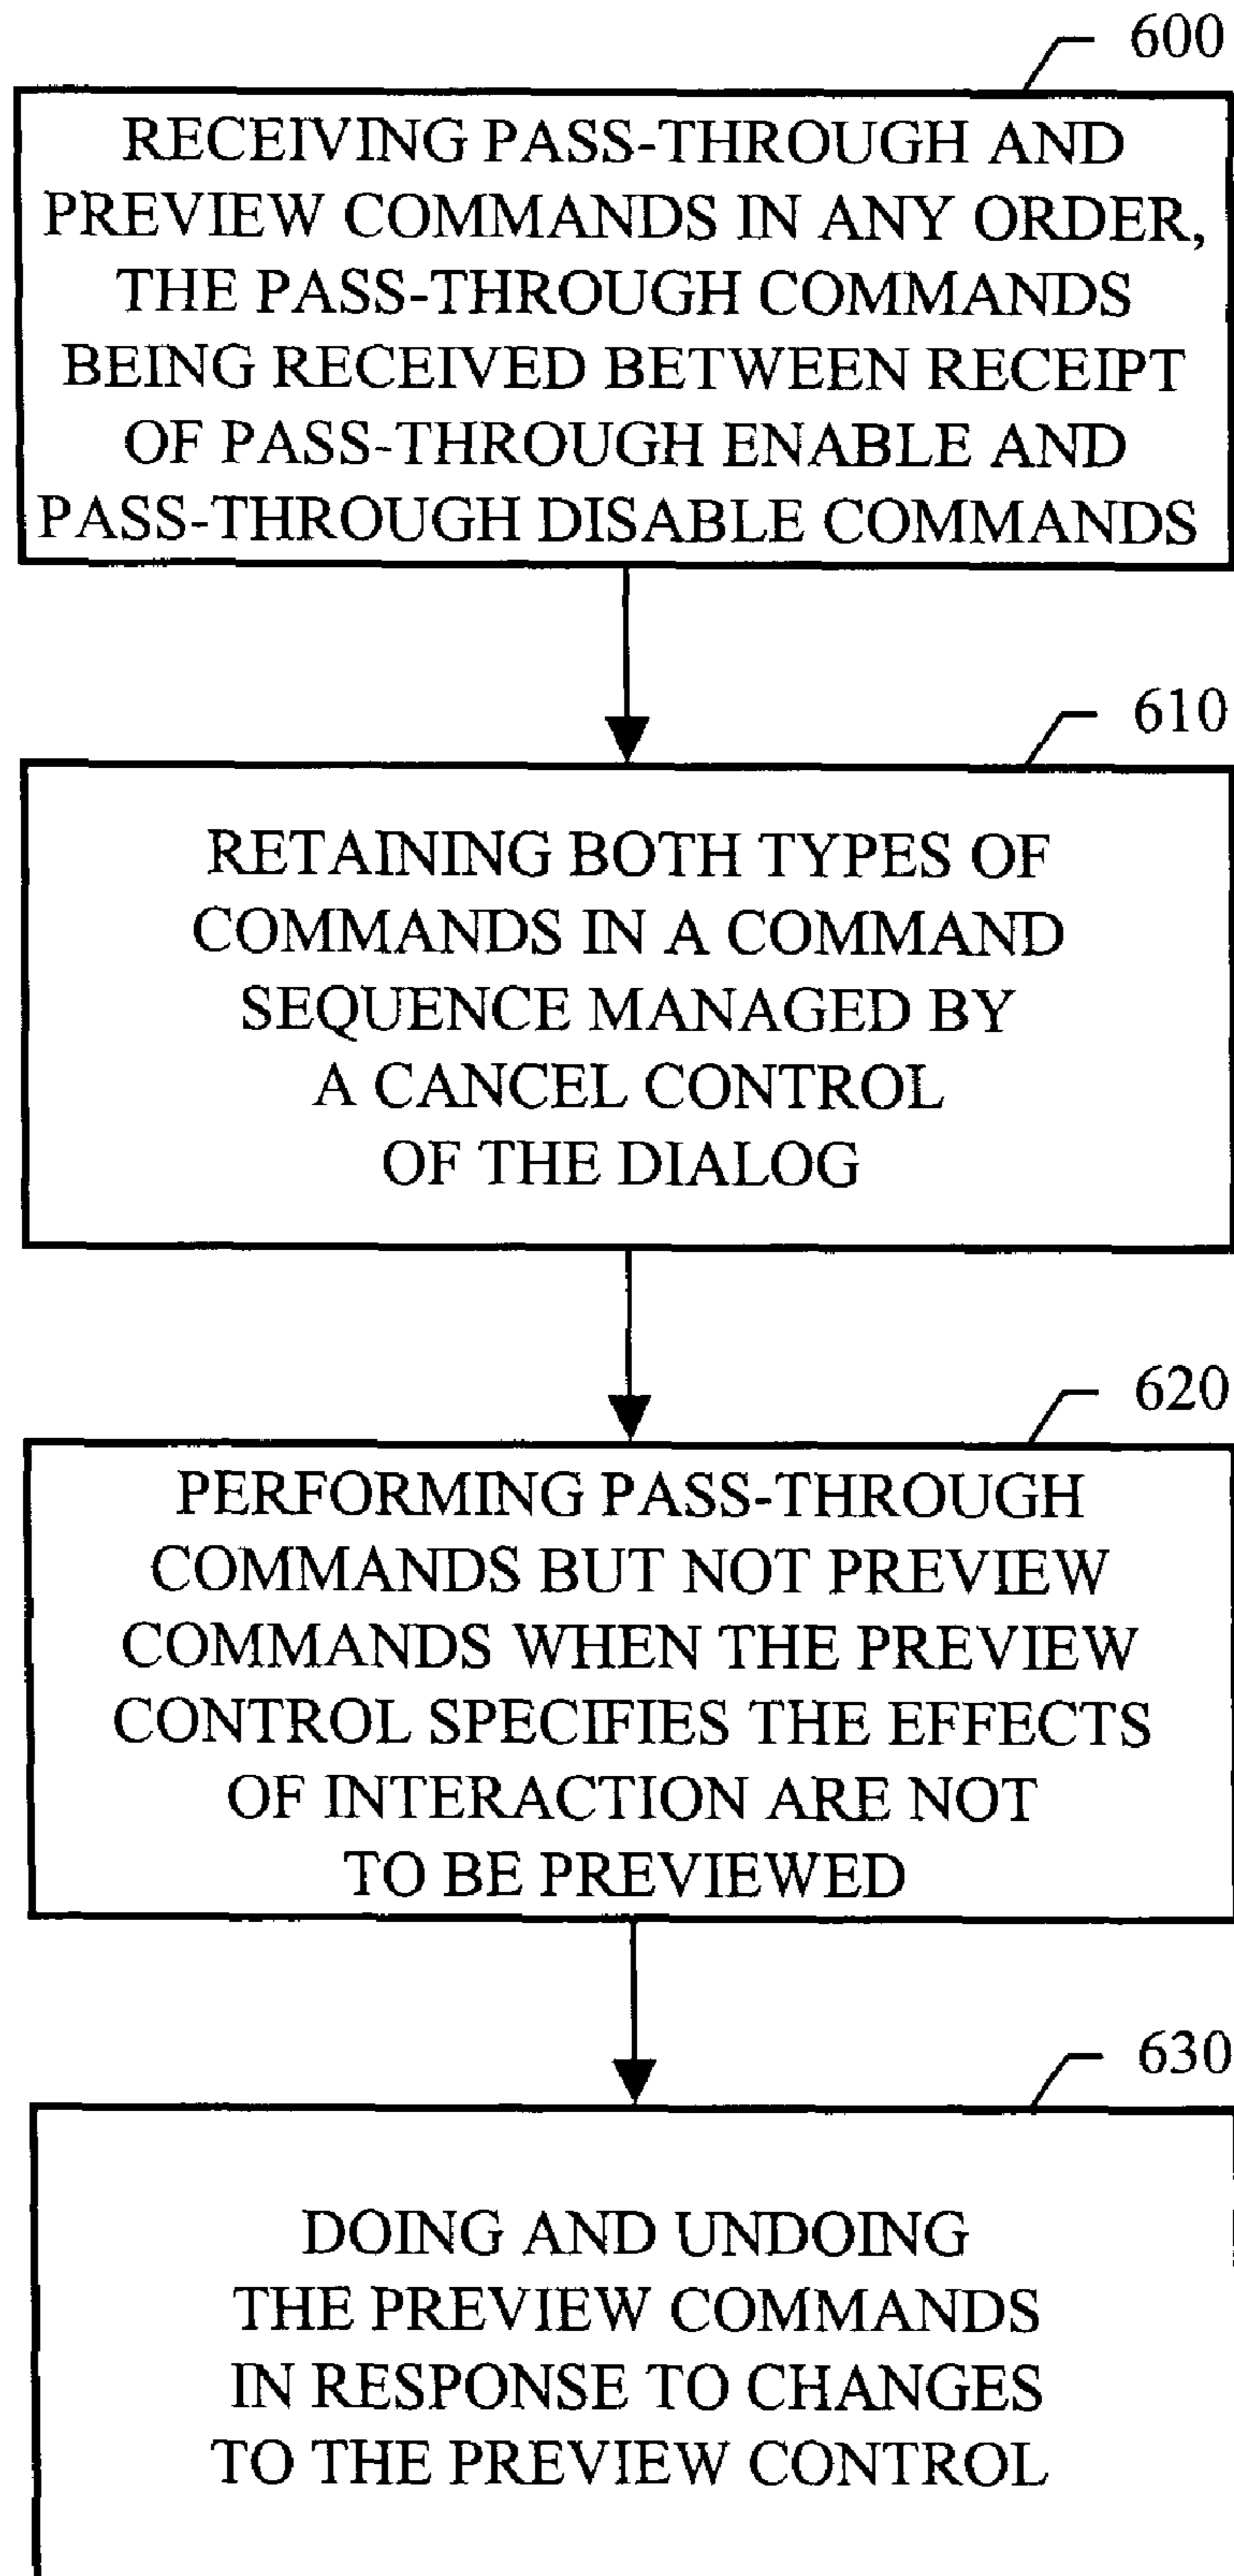 600
RECEIVING PASS-THROUGH AND
PREVIEW COMMANDS IN ANY ORDER,
THE PASS-THROUGH COMMANDS
BEING RECEIVED BETWEEN RECEIPT
OF PASS-THROUGH ENABLE AND
PASS-THROUGH DISABLE COMMANDS
610
RETAINING BOTH TYPES OF
COMMANDS IN A COMMAND
SEQUENCE MANAGED BY
A CANCEL CONTROL
OF THE DIALOG
620
PERFORMING PASS-THROUGH
COMMANDS BUT NOT PREVIEW
COMMANDS WHEN THE PREVIEW
CONTROL SPECIFIES THE EFFECTS
OF INTERACTION ARE NOT
TO BE PREVIEWED
630
DOING AND UNDOING
THE PREVIEW COMMANDS
IN RESPONSE TO CHANGES
TO THE PREVIEW CONTROL